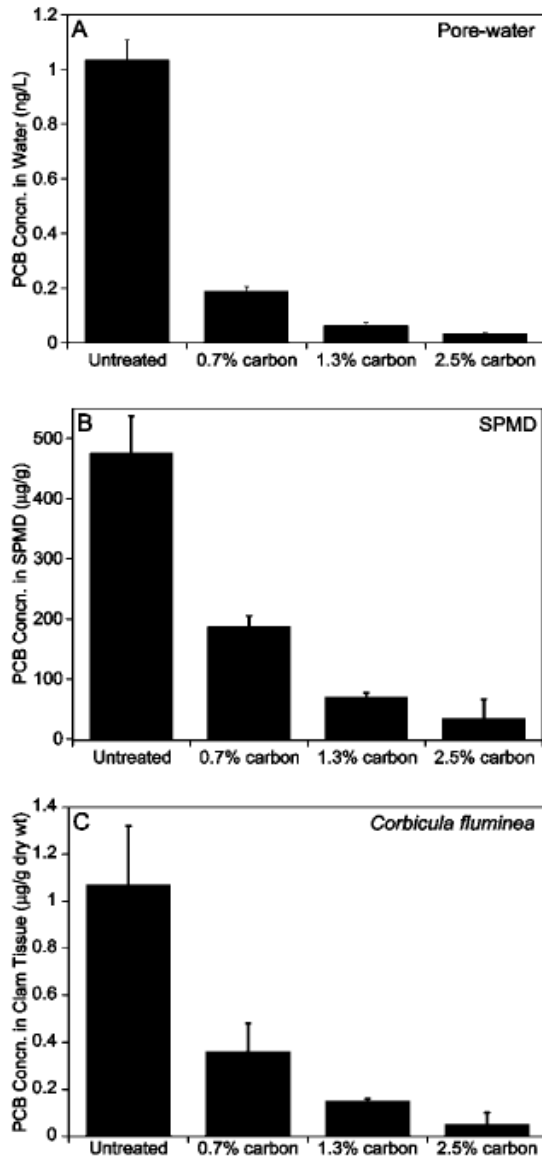 A
Pore-water
PCB Concn. in Water (ng/L)
1.2
1
0.8
0.6
0.4
0.2
0
Untreated 0.7% carbon 1.3% carbon 2.5% carbon
B
SPMD
PCB Concn. in SPMD (µg/g)
500
400
300
200
100
0
Untreated 0.7% carbon 1.3% carbon 2.5% carbon
C
Corbicula fluminea
PCB Concn. in Clam Tissue (µg/g dry wt)
1.4
1.2
1
0.8
0.6
0.4
0.2
0
Untreated 0.7% carbon 1.3% carbon 2.5% carbon